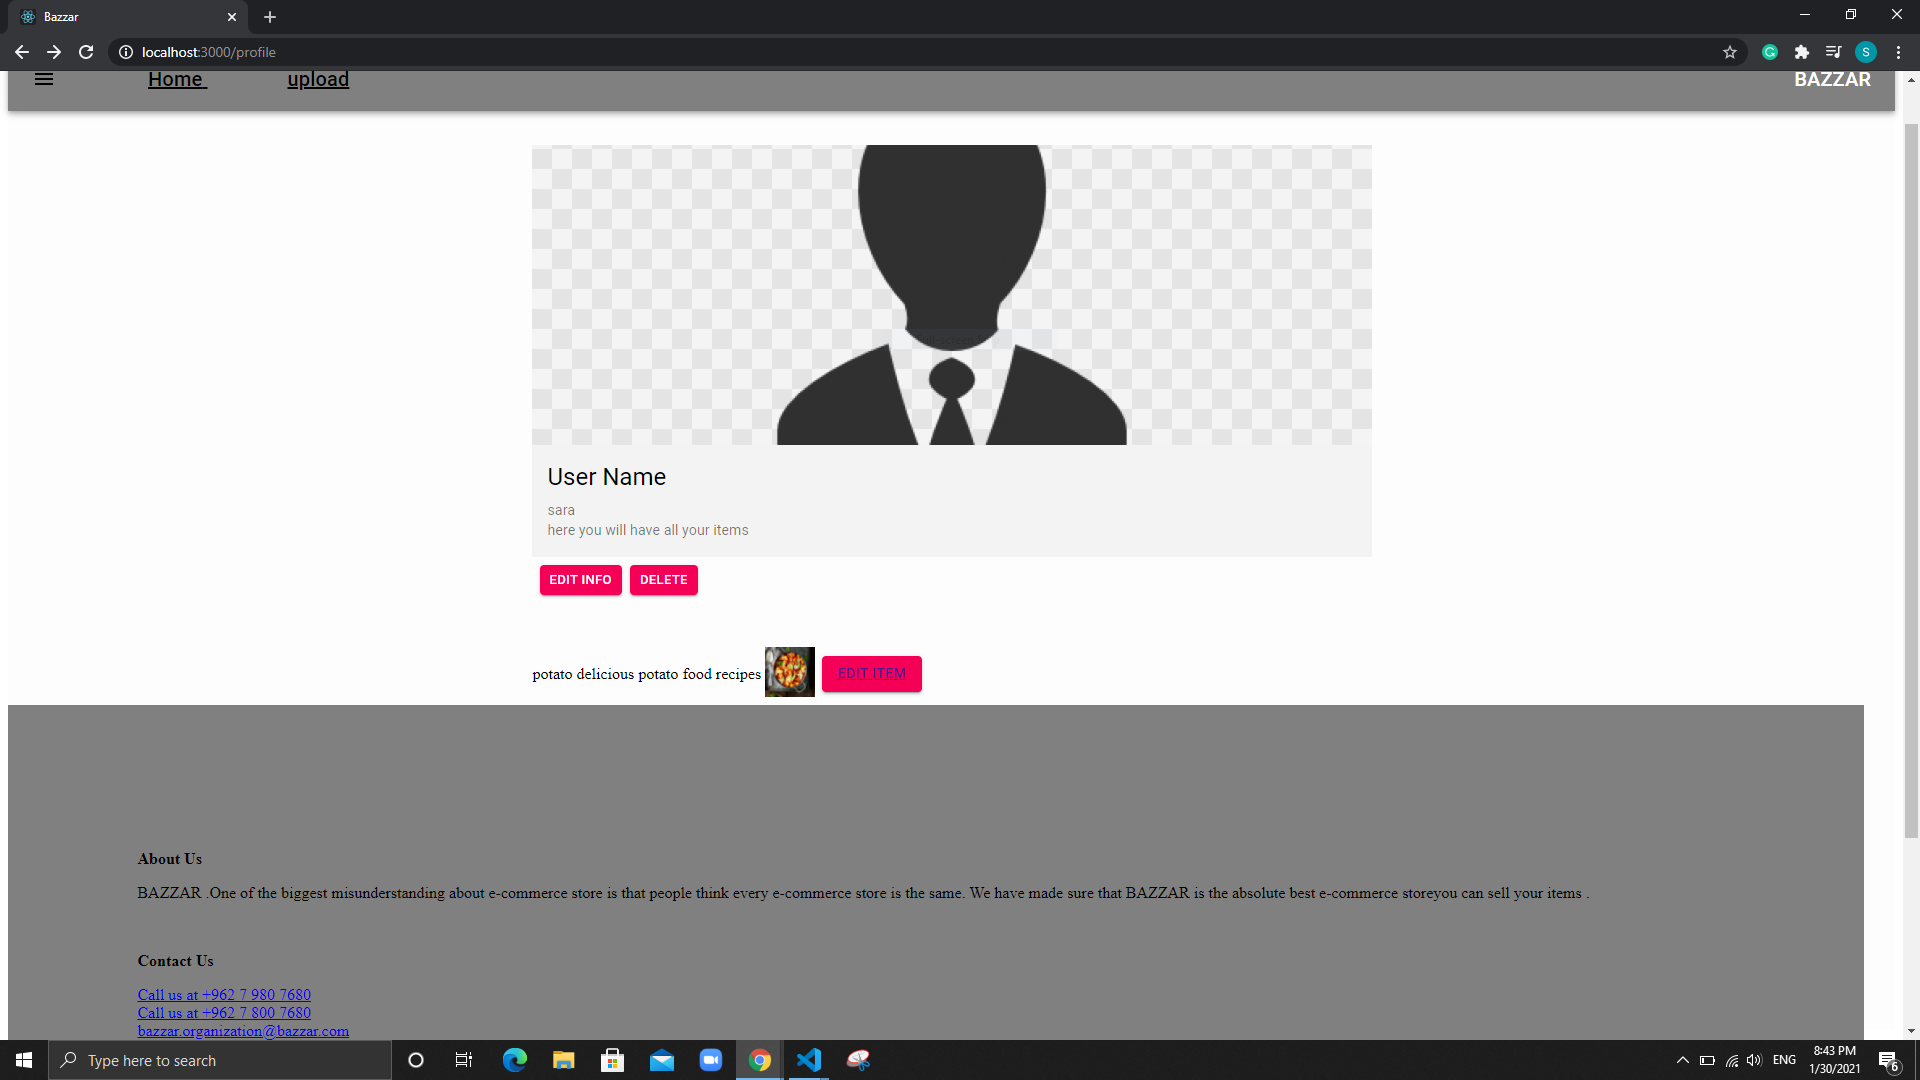 Bazzar
localhost:3000/profile
S
Home upload BAZZAR
User Name
sara
here you will have all your items
EDIT INFO DELETE
potato delicious potato food recipes EDIT ITEM
About Us
BAZZAR .One of the biggest misunderstanding about e-commerce store is that people think every e-commerce store is the same. We have made sure that BAZZAR is the absolute best e-commerce storeyou can sell your items .
Contact Us
Call us at +962 7 980 7680
Call us at +962 7 800 7680
bazzar.organization@bazzar.com
Type here to search
ENG
8:43 PM
1/30/2021
6